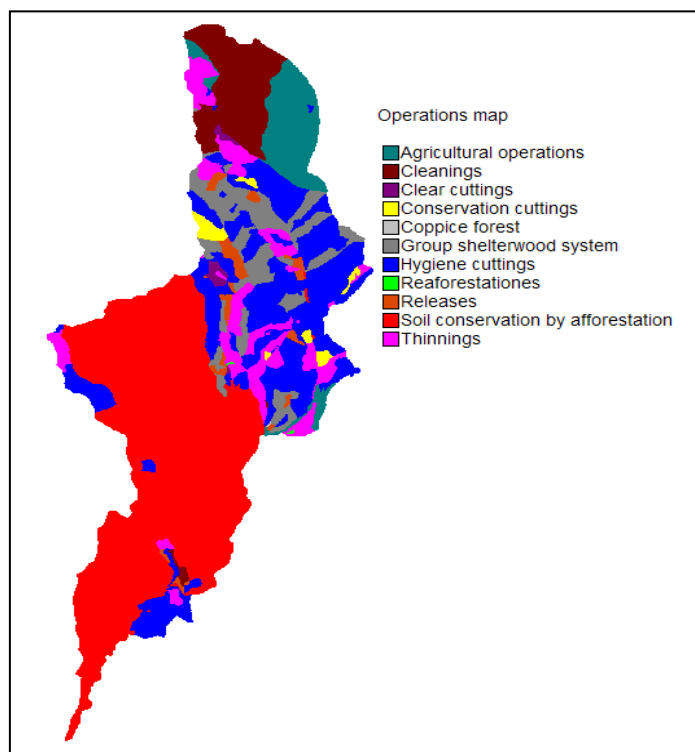 Operations map
Agricultural operations
Cleanings
Clear cuttings
Conservation cuttings
Coppice forest
Group shelterwood system
Hygiene cuttings
Reaforestationes
Releases
Soil conservation by afforestation
Thinnings